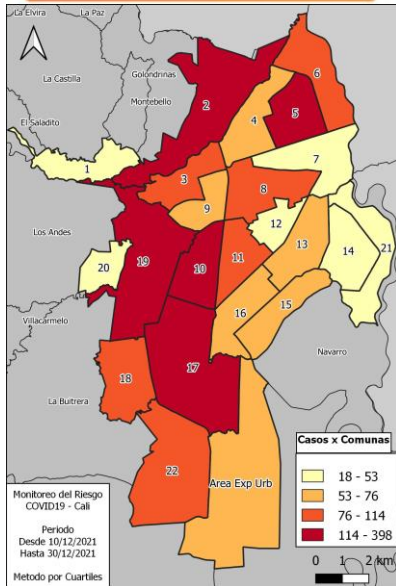 La Elvira
La Paz
La Castilla
Golondrinas
Montebello
El Saladito
6
2
5
4
7
1
3
8
9
12
Los Andes
13
14
21
20
19
10
11
Villacarmelo
16
15
Navarro
17
18
La Buitrera
22
Area Exp Urb
Casos x Comunas
18 - 53
53 - 76
76 - 114
114 - 398
Monitoreo del Riesgo
COVID19 - Cali
Periodo
Desde 10/12/2021
Hasta 30/12/2021
Metodo por Cuartiles
0 1 2 km